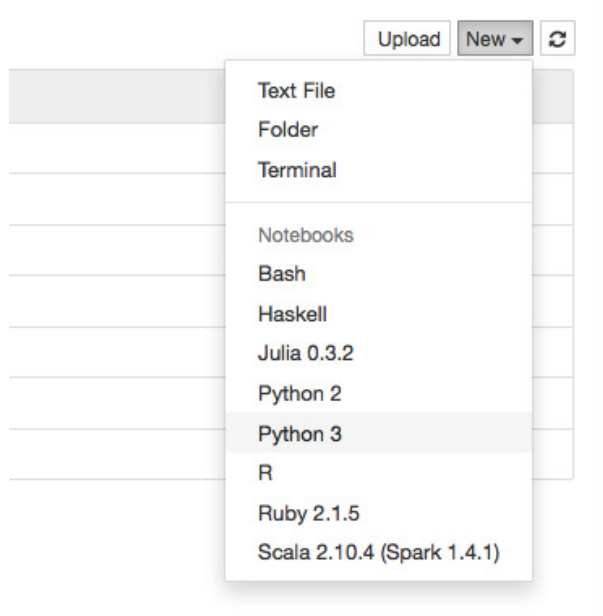 Upload New
Text File
Folder
Terminal
Notebooks
Bash
Haskell
Julia 0.3.2
Python 2
Python 3
R
Ruby 2.1.5
Scala 2.10.4 (Spark 1.4.1)